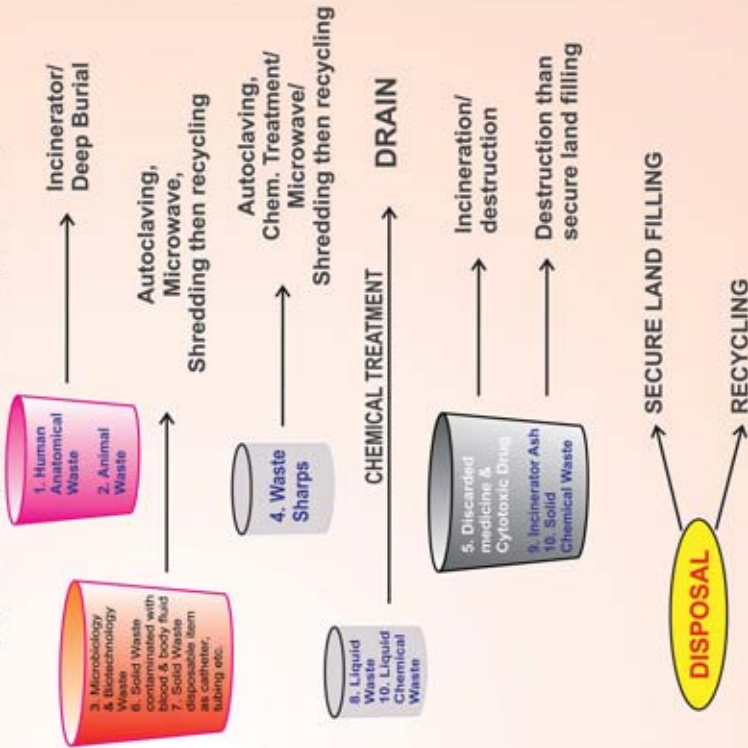 1. Human
Anatomical
Waste
2. Animal
Waste
Incinerator/
Deep Burial
3. Microbiology
& Biotechnology
Waste
6. Solid Waste
contaminated with
blood & body fluid
7. Solid Waste
disposable item
as catheter,
tubing etc.
Autoclaving,
Microwave,
Shredding then recycling
4. Waste
Sharps
Autoclaving,
Chem. Treatment/
Microwave/
Shredding then recycling
8. Liquid
Waste
10. Liquid
Chemical
Waste
CHEMICAL TREATMENT
DRAIN
5. Discarded
medicine &
Cytotoxic Drug
9. Incinerator Ash
10. Solid
Chemical Waste
Incineration/
destruction
Destruction than
secure land filling
DISPOSAL
SECURE LAND FILLING
RECYCLING